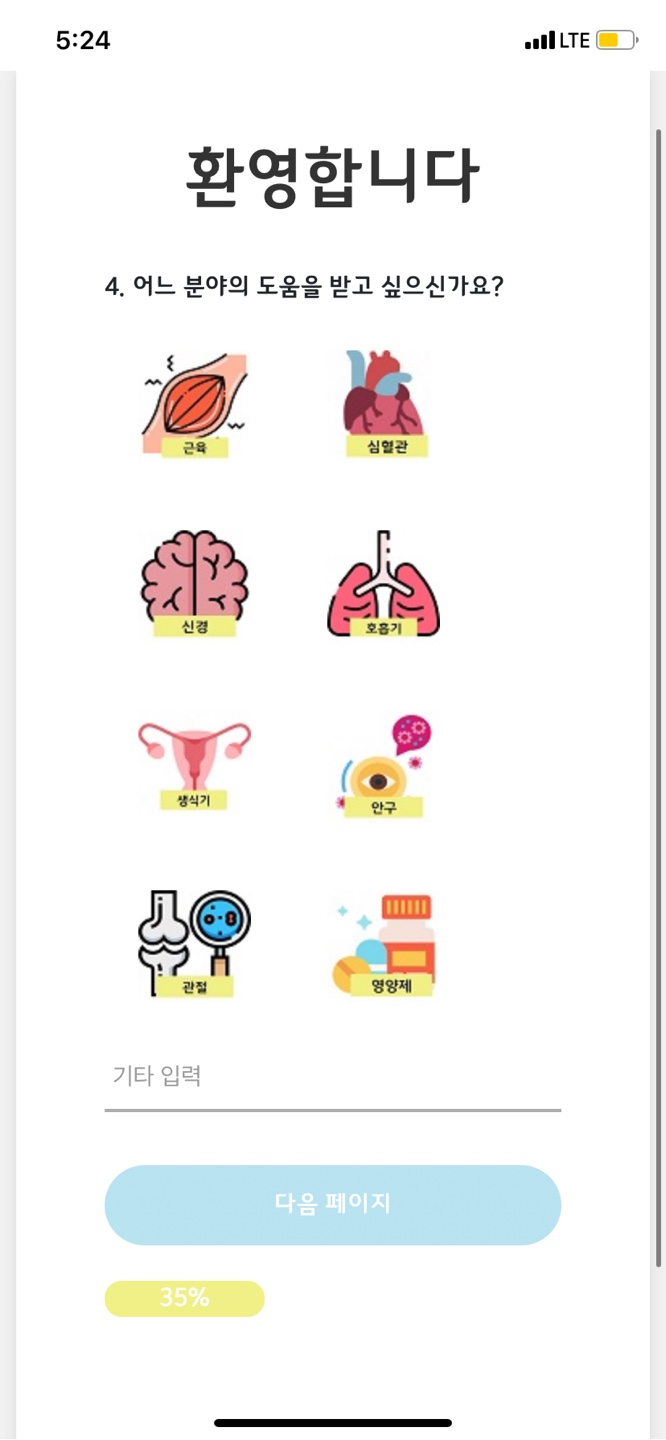 5:24
LTE
환영합니다
4. 어느 분야의 도움을 받고 싶으신가요?
근육
심혈관
신경
호흡기
생식기
안구
관절
영양제
기타 입력
다음 페이지
35%